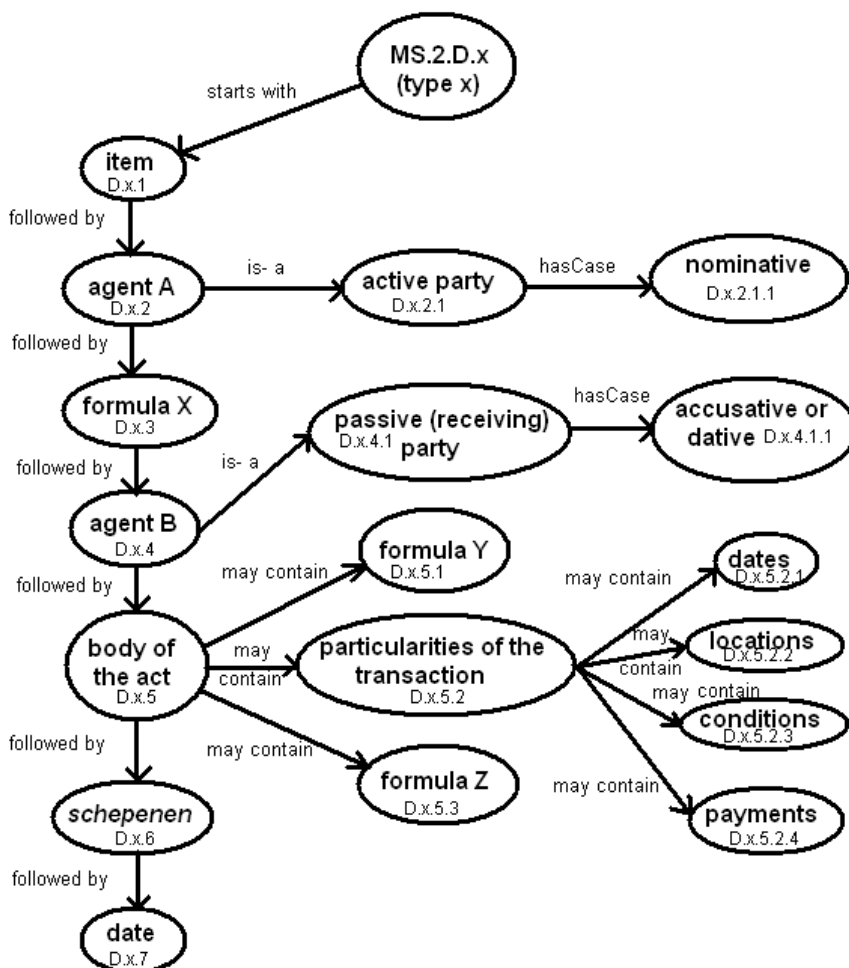 MS.2.D.x
(type x)
starts with
item
D.x.1
followed by
agent A
D.x.2
is- a
active party
D.x.2.1
hasCase
nominative
D.x.2.1.1
followed by
formula X
D.x.3
passive (receiving)
D.x.4.1 party
hasCase
accusative or
dative D.x.4.1.1
followed by
is- a
agent B
D.x.4
followed by
may contain
formula Y
D.x.5.1
body of
the act
D.x.5
may
contain
particularities of the
transaction
D.x.5.2
may contain
dates
D.x.5.2.1
may
contain
locations
D.x.5.2.2
may contain
conditions
D.x.5.2.3
may contain
payments
D.x.5.2.4
may contain
formula Z
D.x.5.3
followed by
schepenen
D.x.6
followed by
date
D.x.7